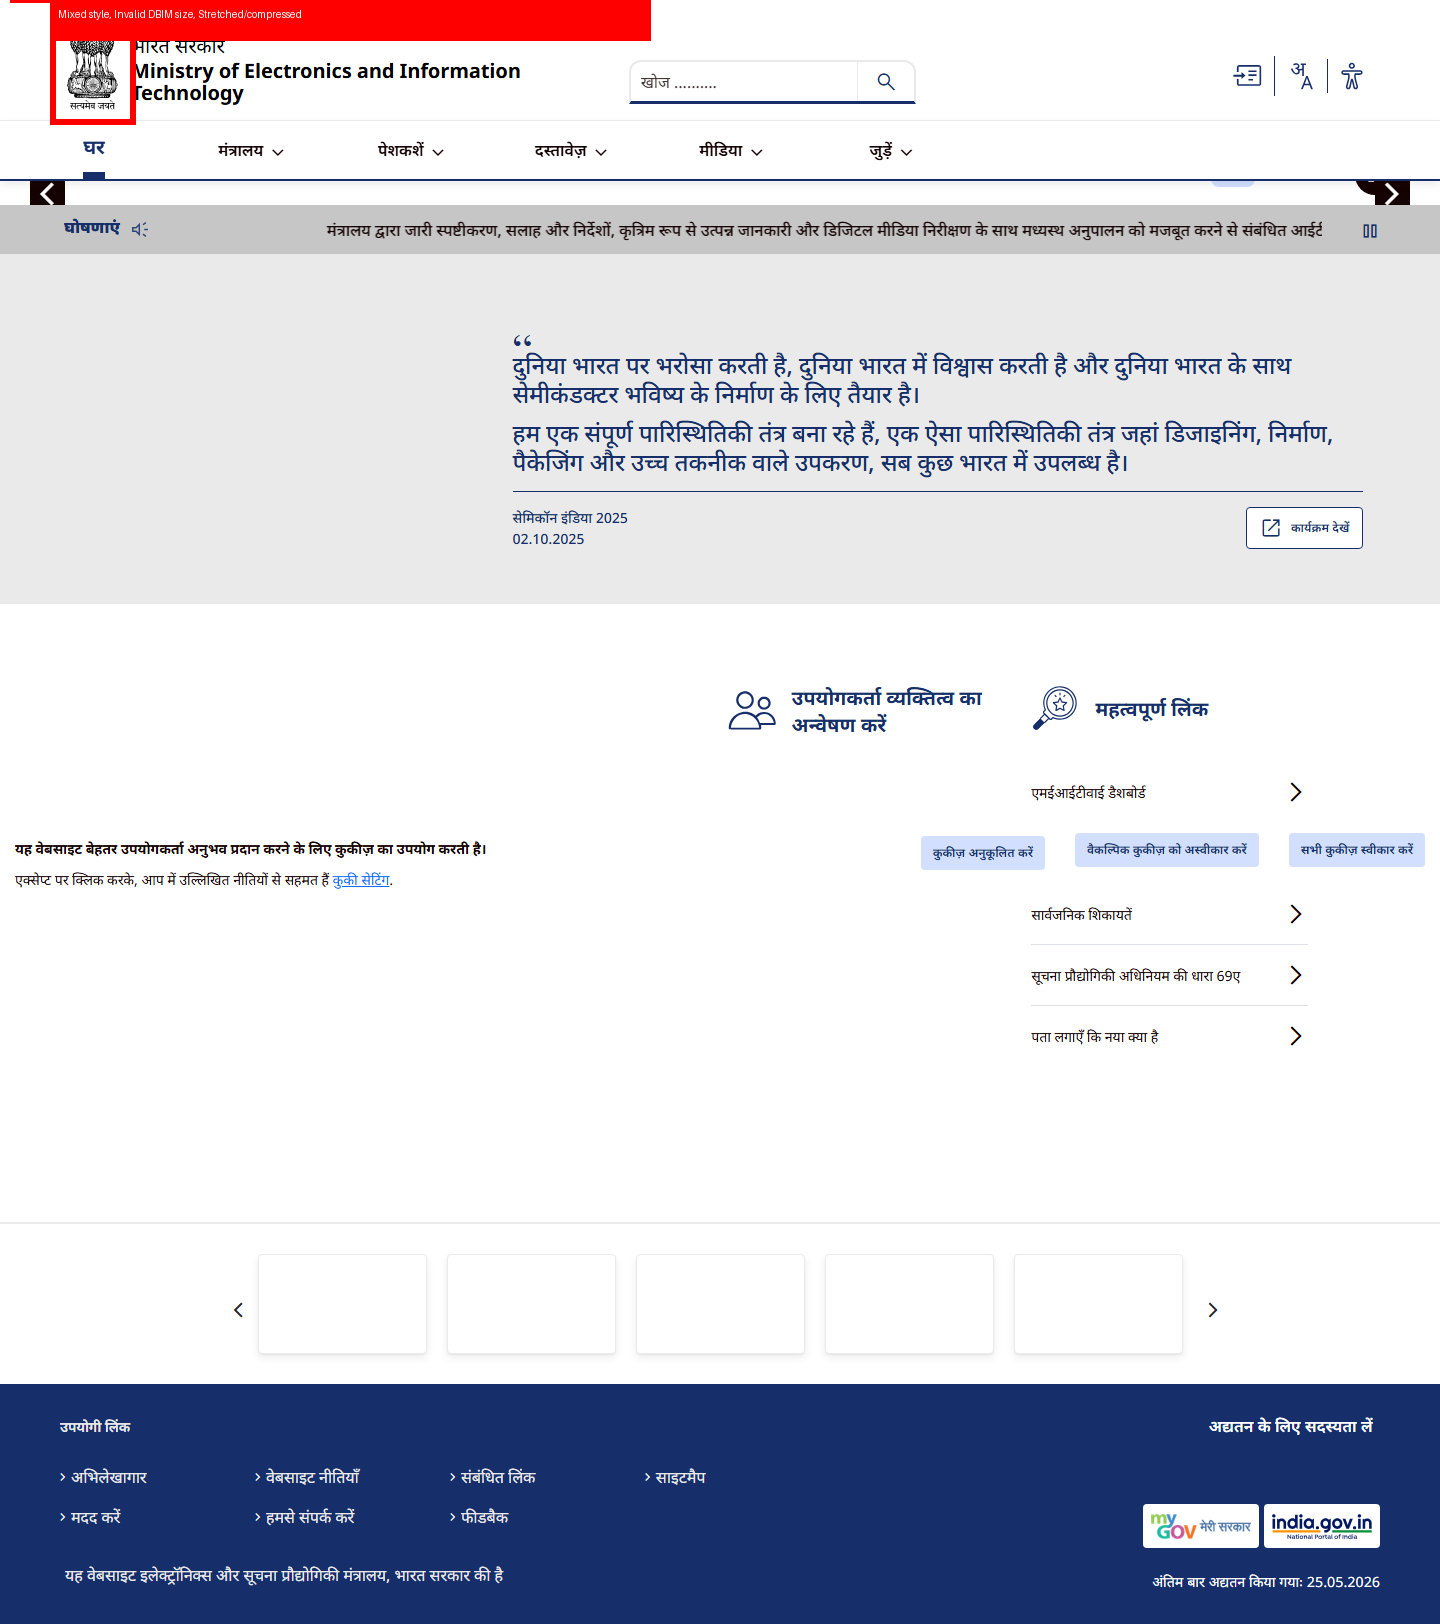 Mixed style, Invalid DBIM size, Stretched/compressed
भारत सरकार
Ministry of Electronics and Information
Technology
सत्यमेव जयते
खोज ..........
अ
A
घर
मंत्रालय
पेशकशें
दस्तावेज़
मीडिया
जुड़ें
घोषणाएं
मंत्रालय द्वारा जारी स्पष्टीकरण, सलाह और निर्देशों, कृत्रिम रूप से उत्पन्न जानकारी और डिजिटल मीडिया निरीक्षण के साथ मध्यस्थ अनुपालन को मजबूत करने से संबंधित
“
दुनिया भारत पर भरोसा करती है, दुनिया भारत में विश्वास करती है और दुनिया भारत के साथ
सेमीकंडक्टर भविष्य के निर्माण के लिए तैयार है।
हम एक संपूर्ण पारिस्थितिकी तंत्र बना रहे हैं, एक ऐसा पारिस्थितिकी तंत्र जहां डिजाइनिंग, निर्माण,
पैकेजिंग और उच्च तकनीक वाले उपकरण, सब कुछ भारत में उपलब्ध है।
सेमिकॉन इंडिया 2025
02.10.2025
कार्यक्रम देखें
उपयोगकर्ता व्यक्तित्व का
अन्वेषण करें
महत्वपूर्ण लिंक
एमईआईटीवाई डैशबोर्ड
यह वेबसाइट बेहतर उपयोगकर्ता अनुभव प्रदान करने के लिए कुकीज़ का उपयोग करती है।
एक्सेप्ट पर क्लिक करके, आप में उल्लिखित नीतियों से सहमत हैं कुकी सेटिंग.
कुकीज़ अनुकूलित करें
वैकल्पिक कुकीज़ को अस्वीकार करें
सभी कुकीज़ स्वीकार करें
सार्वजनिक शिकायतें
सूचना प्रौद्योगिकी अधिनियम की धारा 69ए
पता लगाएँ कि नया क्या है
उपयोगी लिंक
अद्यतन के लिए सदस्यता लें
अभिलेखागार
वेबसाइट नीतियाँ
संबंधित लिंक
साइटमैप
मदद करें
हमसे संपर्क करें
फीडबैक
my
GOV मेरी सरकार
india.gov.in
National Portal of India
यह वेबसाइट इलेक्ट्रॉनिक्स और सूचना प्रौद्योगिकी मंत्रालय, भारत सरकार की है
अंतिम बार अद्यतन किया गया: 25.05.2026